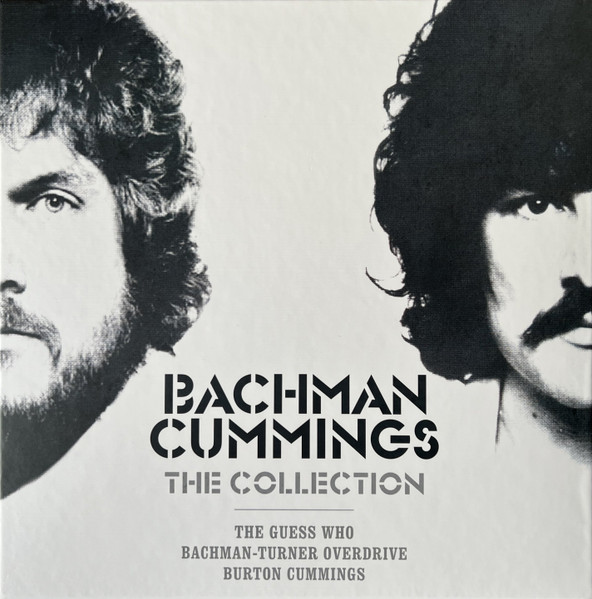 BACHMAN
CUMMINGS
THE COLLECTION
THE GUESS WHO
BACHMAN-TURNER OVERDRIVE
BURTON CUMMINGS